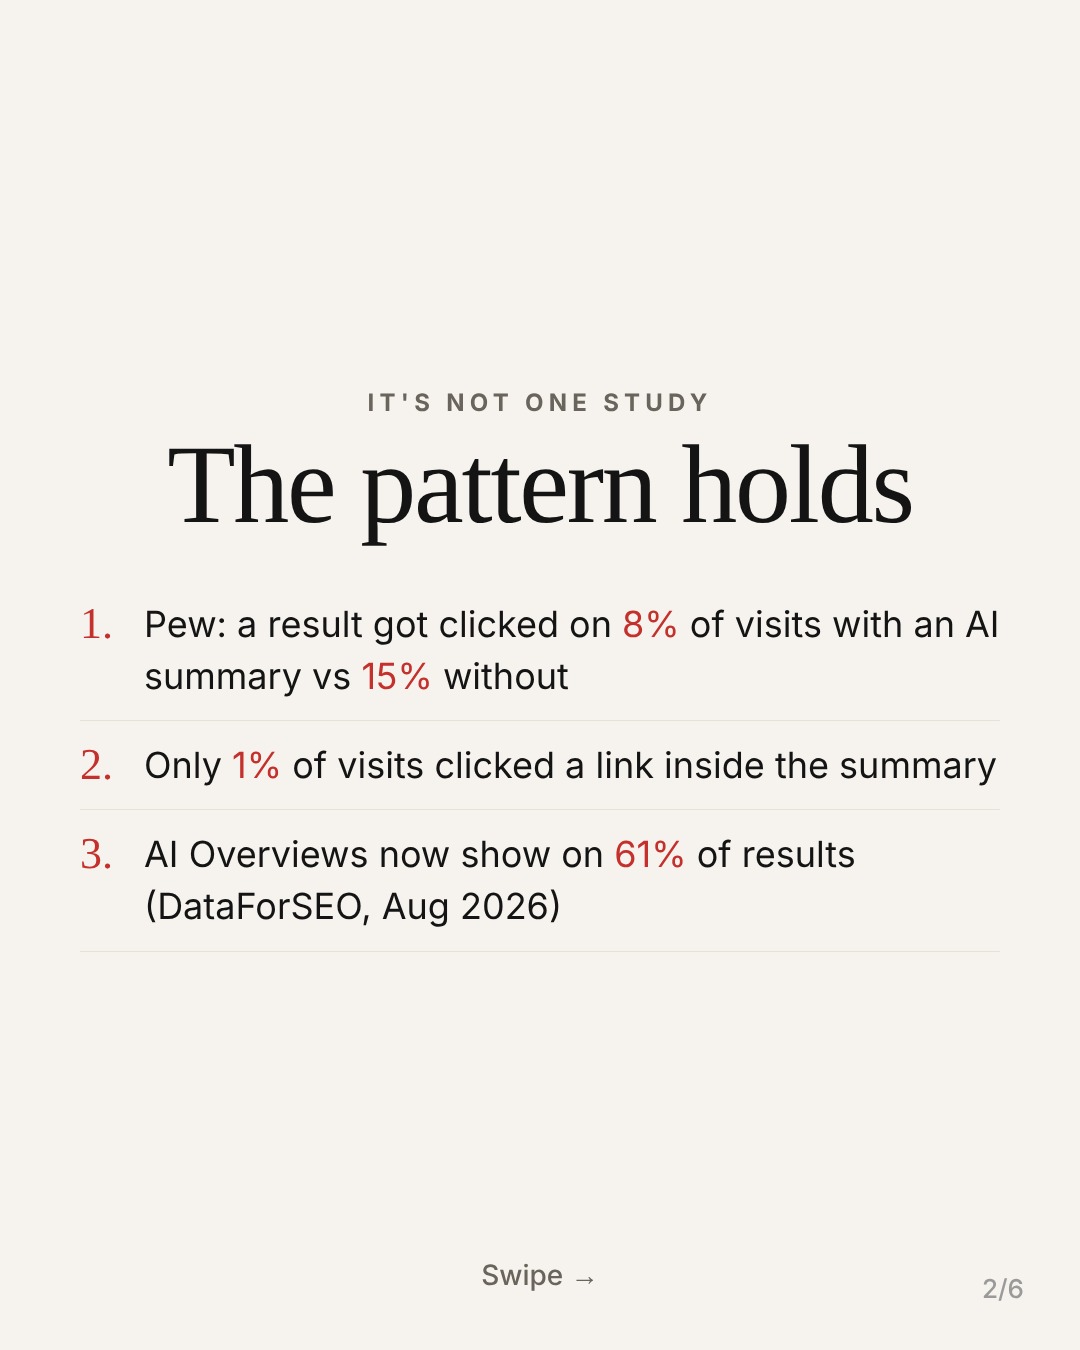 IT'S NOT ONE STUDY
The pattern holds
1. Pew: a result got clicked on 8% of visits with an AI
summary vs 15% without
2. Only 1% of visits clicked a link inside the summary
3. AI Overviews now show on 61% of results
(DataForSEO, Aug 2026)
Swipe →
2/6